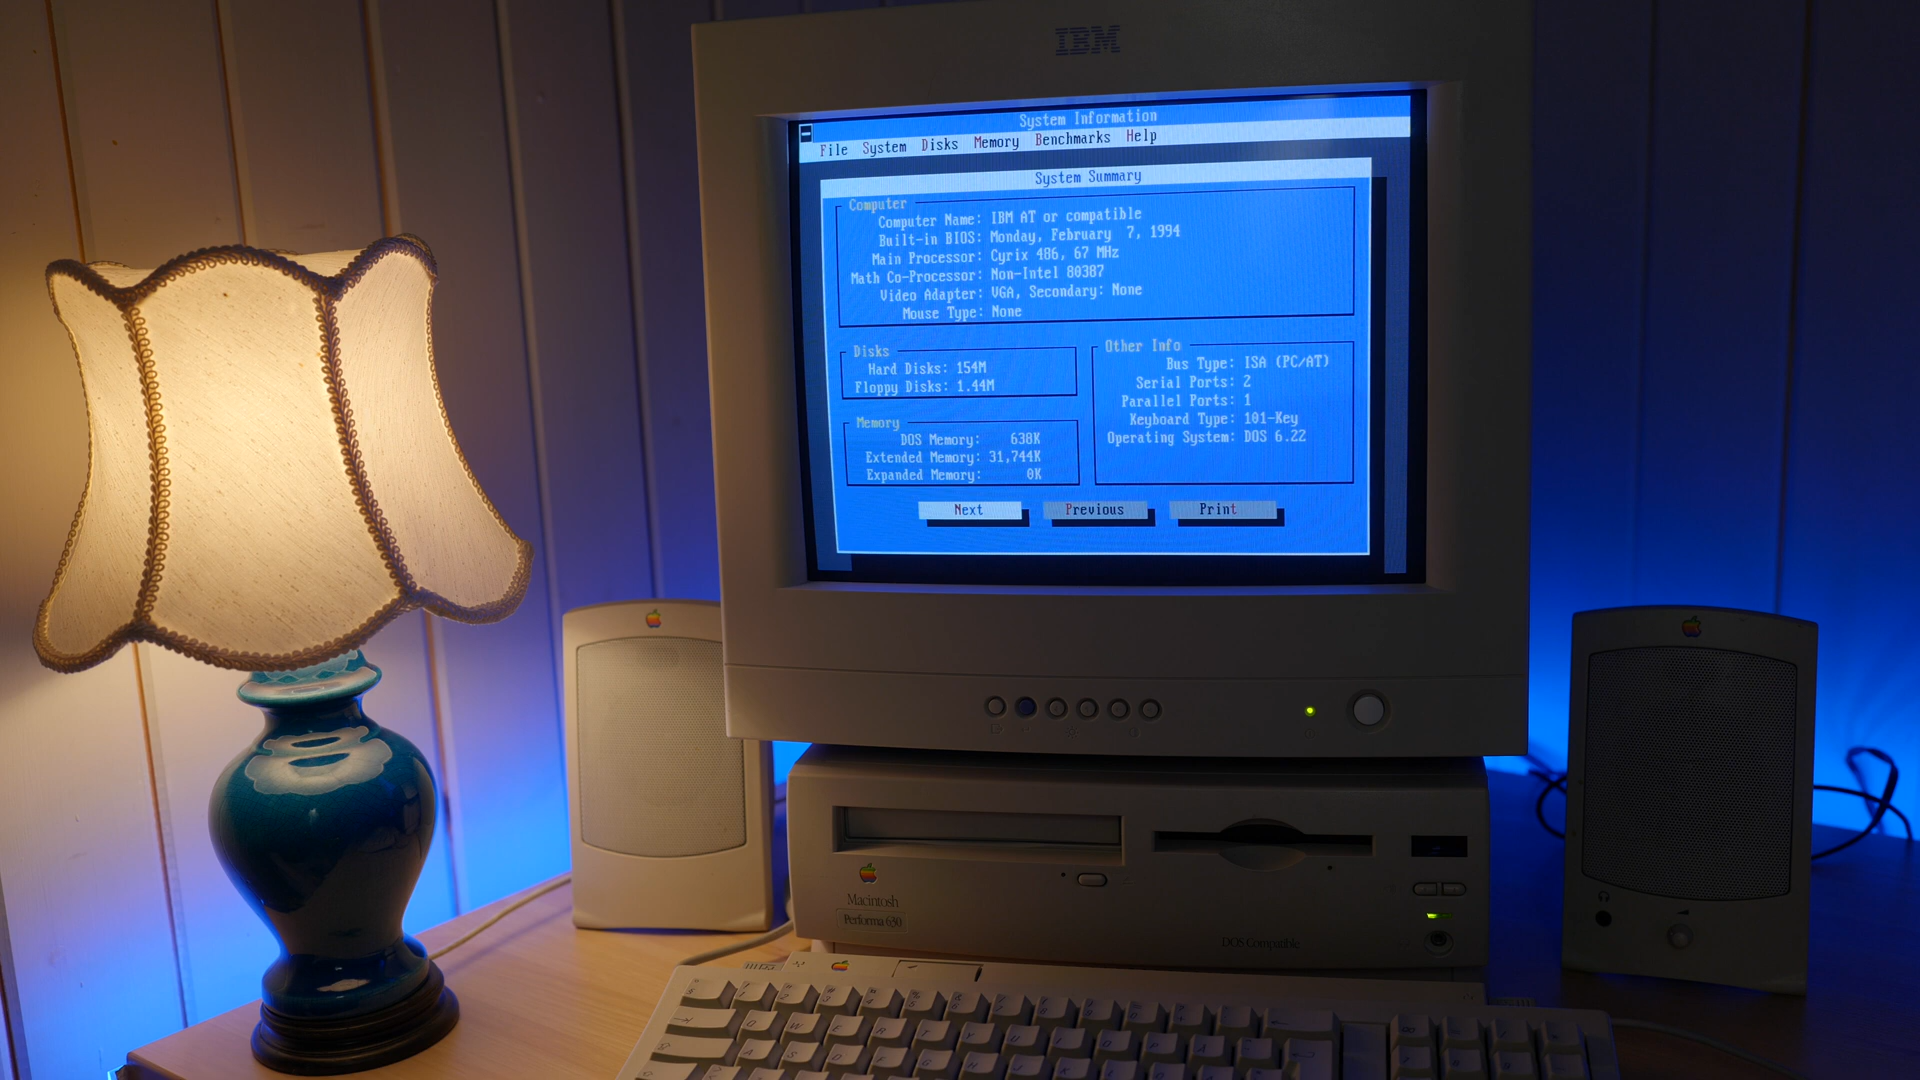 IBM
System Information
File System Disks Memory Benchmarks Help
System Summary
Computer
Computer Name: IBM AT or compatible
Built-in BIOS: Monday, February 7, 1994
Main Processor: Cyrix 486, 67 MHz
Math Co-Processor: Non-Intel 80387
Video Adapter: VGA, Secondary: None
Mouse Type: None
Disks
Hard Disks: 154M
Floppy Disks: 1.44M
Memory
DOS Memory: 638K
Extended Memory: 31,744K
Expanded Memory: 0K
Other Info
Bus Type: ISA (PC/AT)
Serial Ports: 2
Parallel Ports: 1
Keyboard Type: 101-Key
Operating System: DOS 6.22
Next Previous Print
Macintosh
Performa 630
DOS Compatible